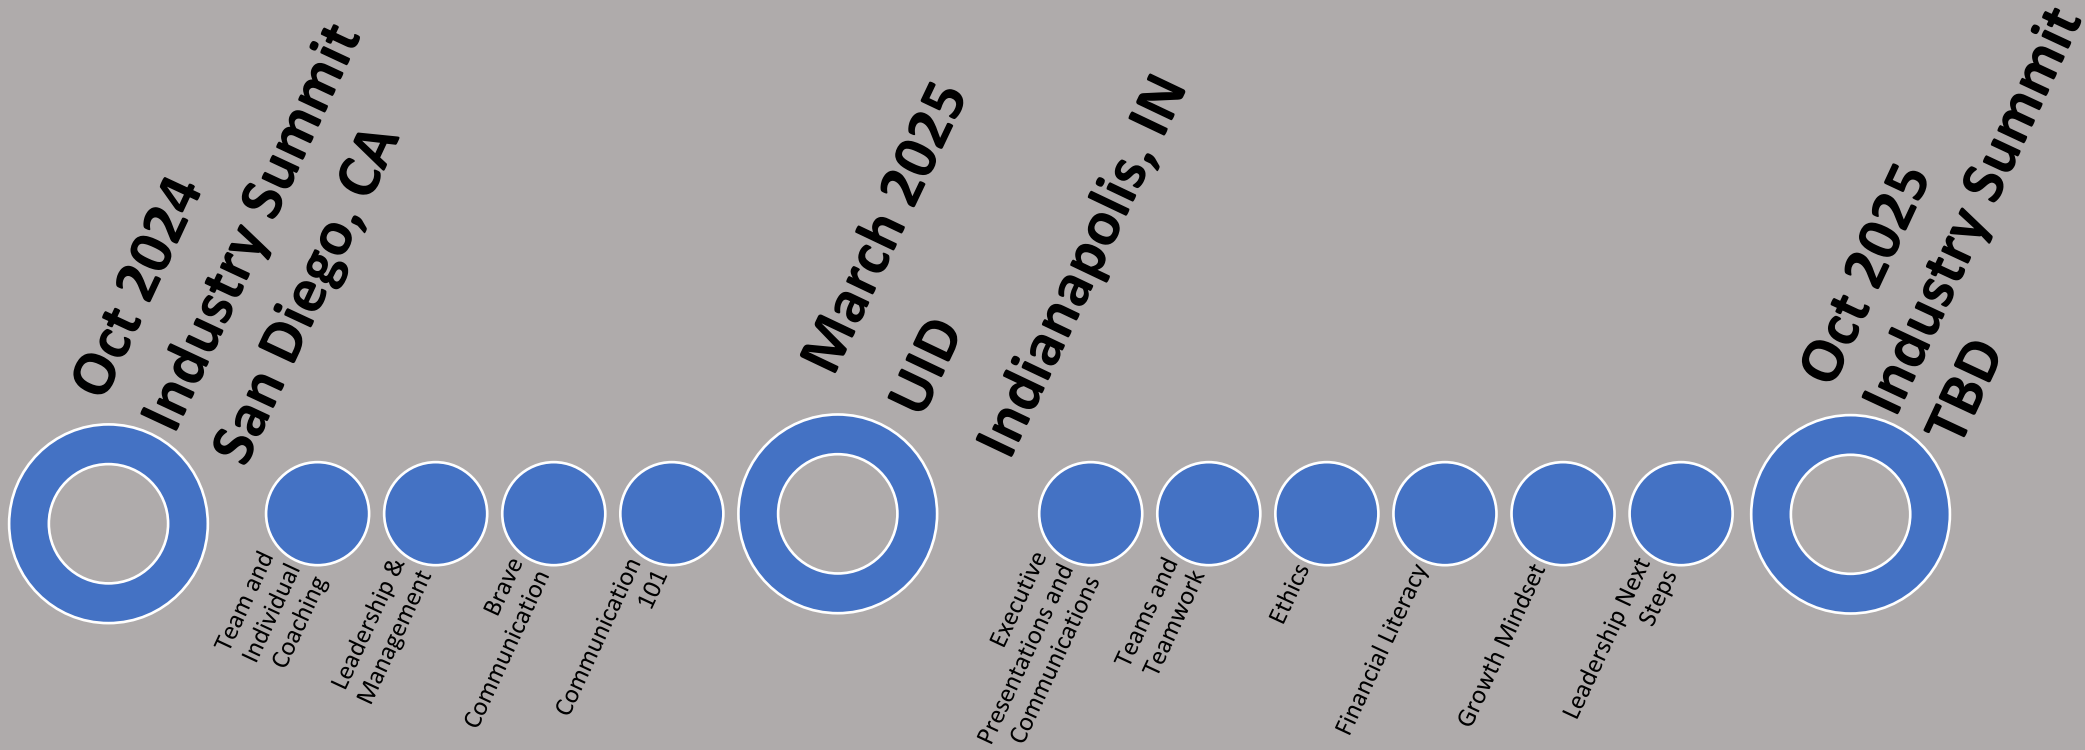 Oct 2024
Industry Summit
San Diego, CA
Team and
Individual
Coaching
Leadership &
Management
Brave
Communication
Communication
101
March 2025
UID
Indianapolis, IN
Executive
Presentations and
Communications
Teams and
Teamwork
Ethics
Financial Literacy
Growth Mindset
Leadership Next
Steps
Oct 2025
Industry Summit
TBD